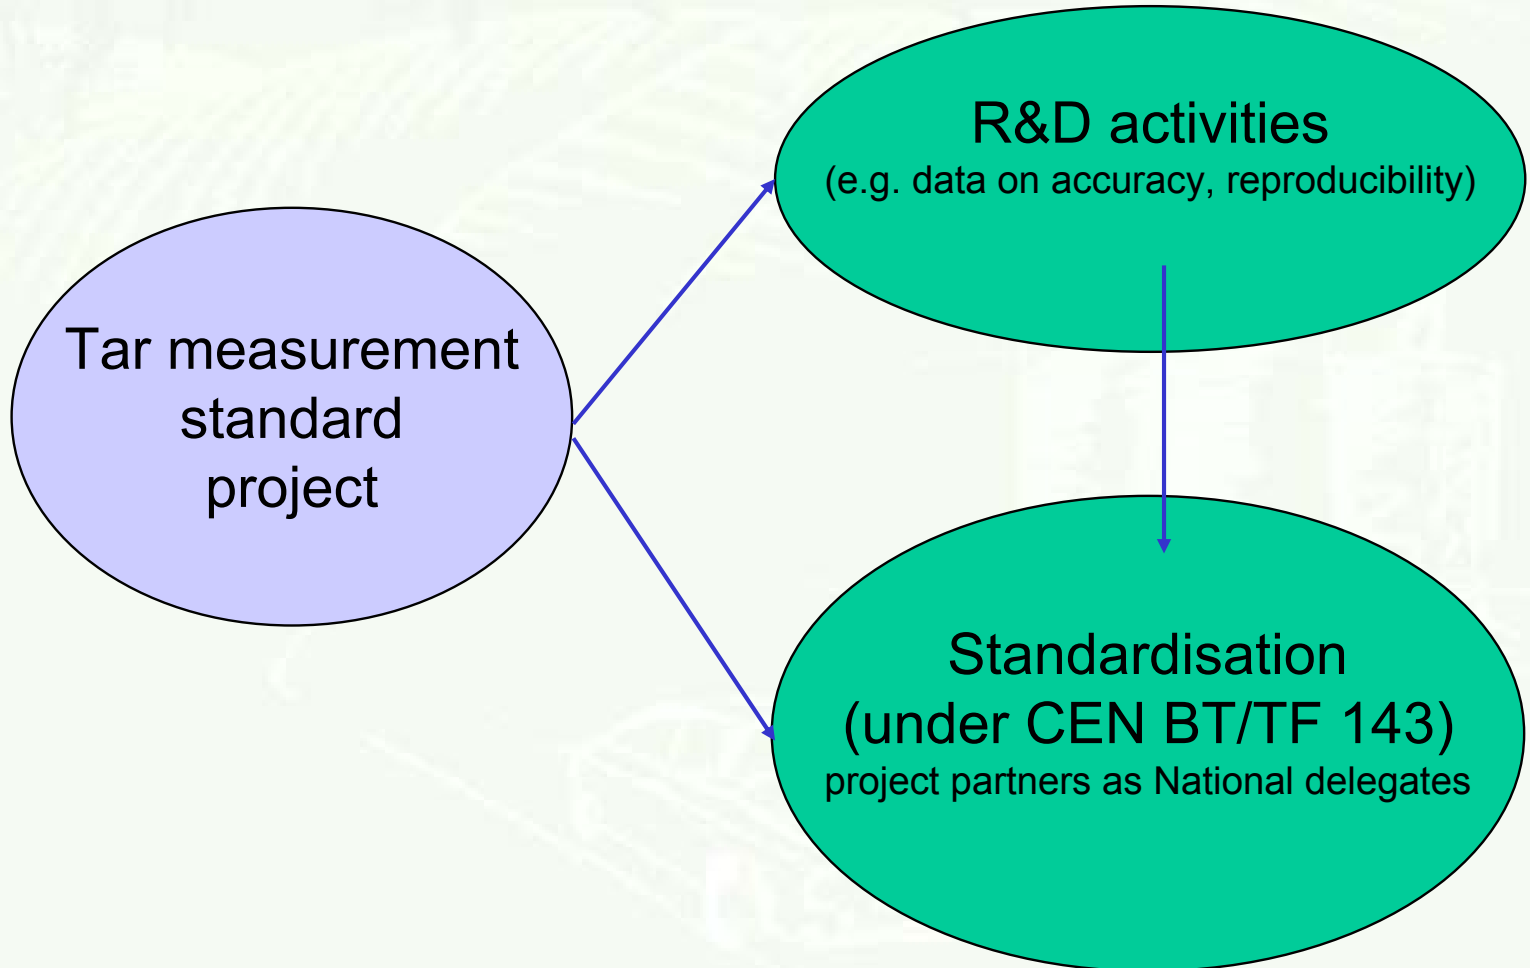 R&D activities
(e.g. data on accuracy, reproducibility)
Tar measurement
standard
project
Standardisation
(under CEN BT/TF 143)
project partners as National delegates